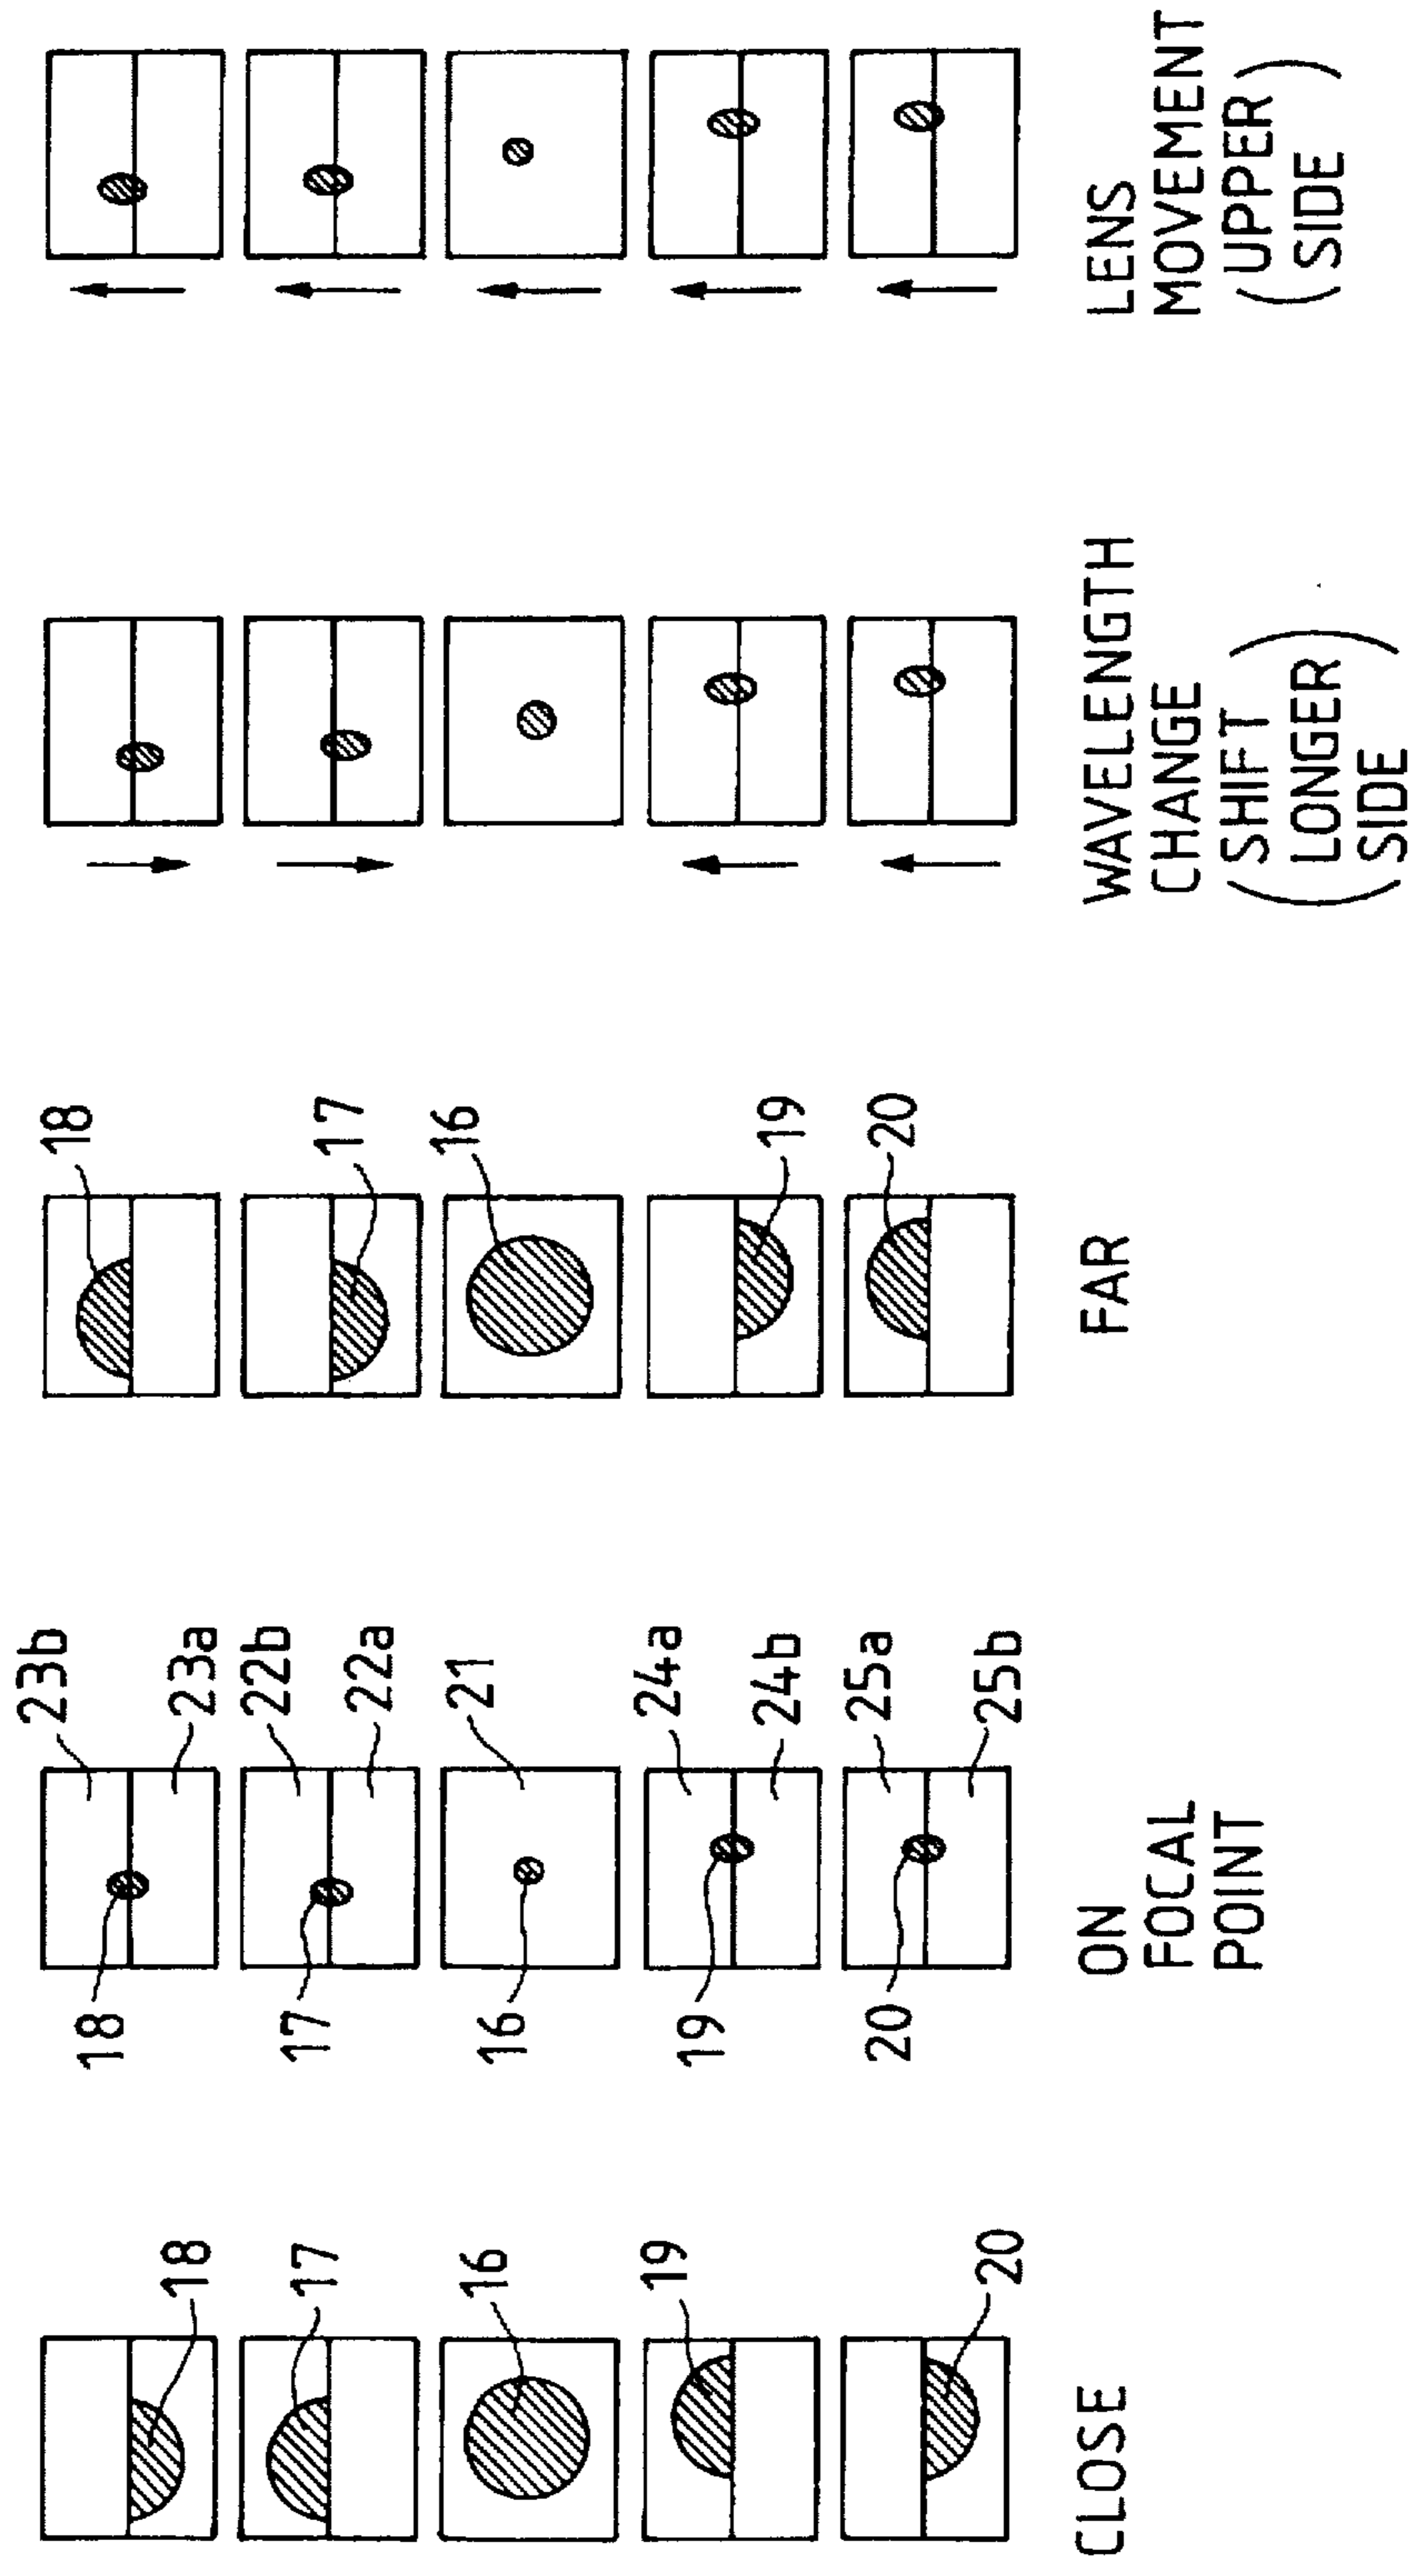 18
17
16
19
20
CLOSE
23b
18
23a
22b
17
22a
16
21
24a
19
24b
25a
20
25b
ON
FOCAL
POINT
18
17
16
19
20
FAR
WAVELENGTH
CHANGE
(SHIFT
LONGER
SIDE)
LENS
MOVEMENT
(UPPER
SIDE)